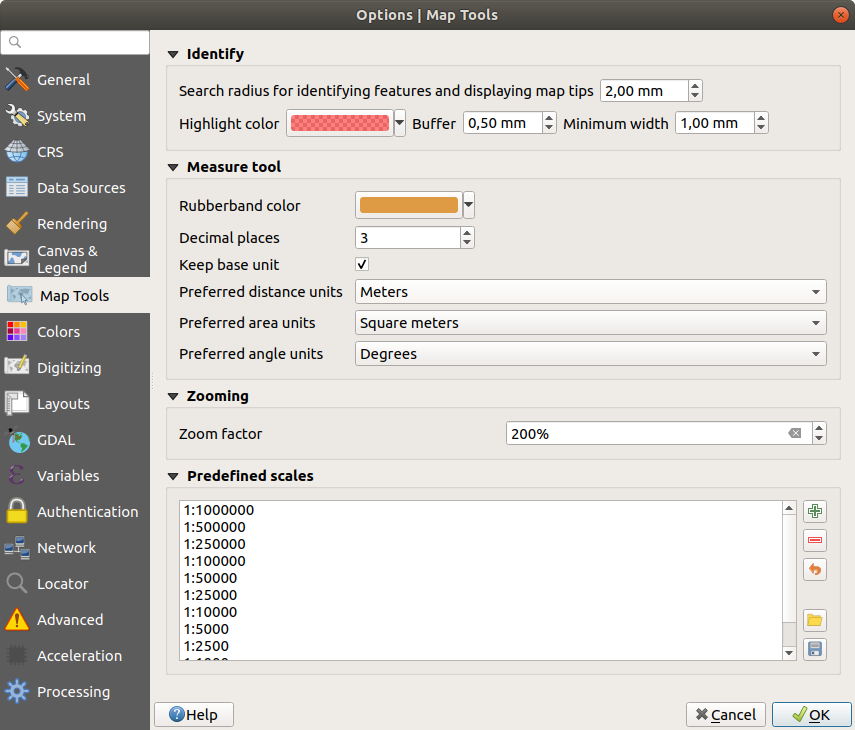 Options | Map Tools
General
System
CRS
Data Sources
Rendering
Canvas &
Legend
Map Tools
Colors
Digitizing
Layouts
GDAL
Variables
Authentication
Network
Locator
Advanced
Acceleration
Processing
Identify
Search radius for identifying features and displaying map tips 2,00 mm
Highlight color Buffer 0,50 mm Minimum width 1,00 mm
Measure tool
Rubberband color
Decimal places 3
Keep base unit
Preferred distance units Meters
Preferred area units Square meters
Preferred angle units Degrees
Zooming
Zoom factor 200%
Predefined scales
1:1000000
1:500000
1:250000
1:100000
1:50000
1:25000
1:10000
1:5000
1:2500
Help Cancel OK